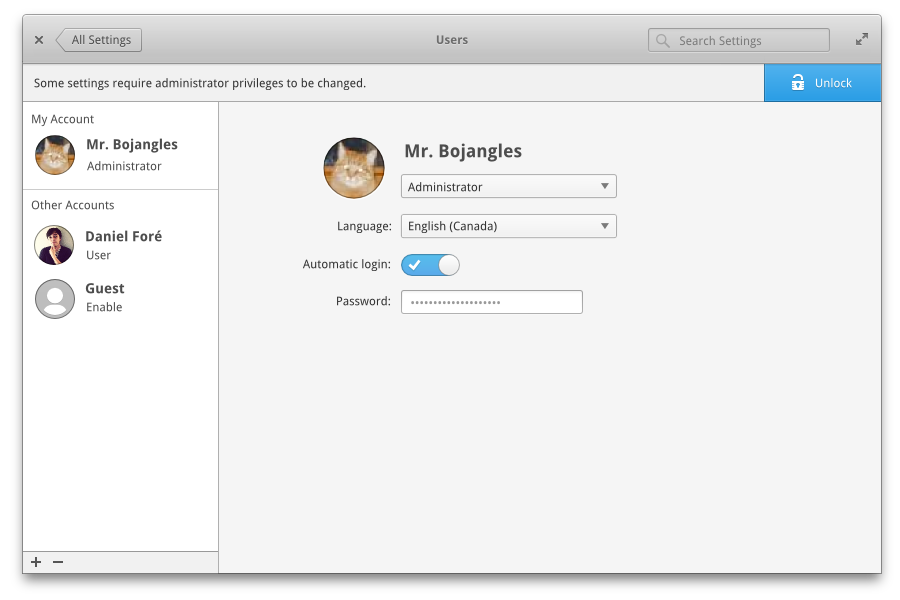 All Settings
Users
Search Settings
Some settings require administrator privileges to be changed.
Unlock
My Account
Mr. Bojangles
Administrator
Other Accounts
Daniel Foré
User
Guest
Enable
Mr. Bojangles
Administrator
Language: English (Canada)
Automatic login:
Password: ••••••••••••••••••••